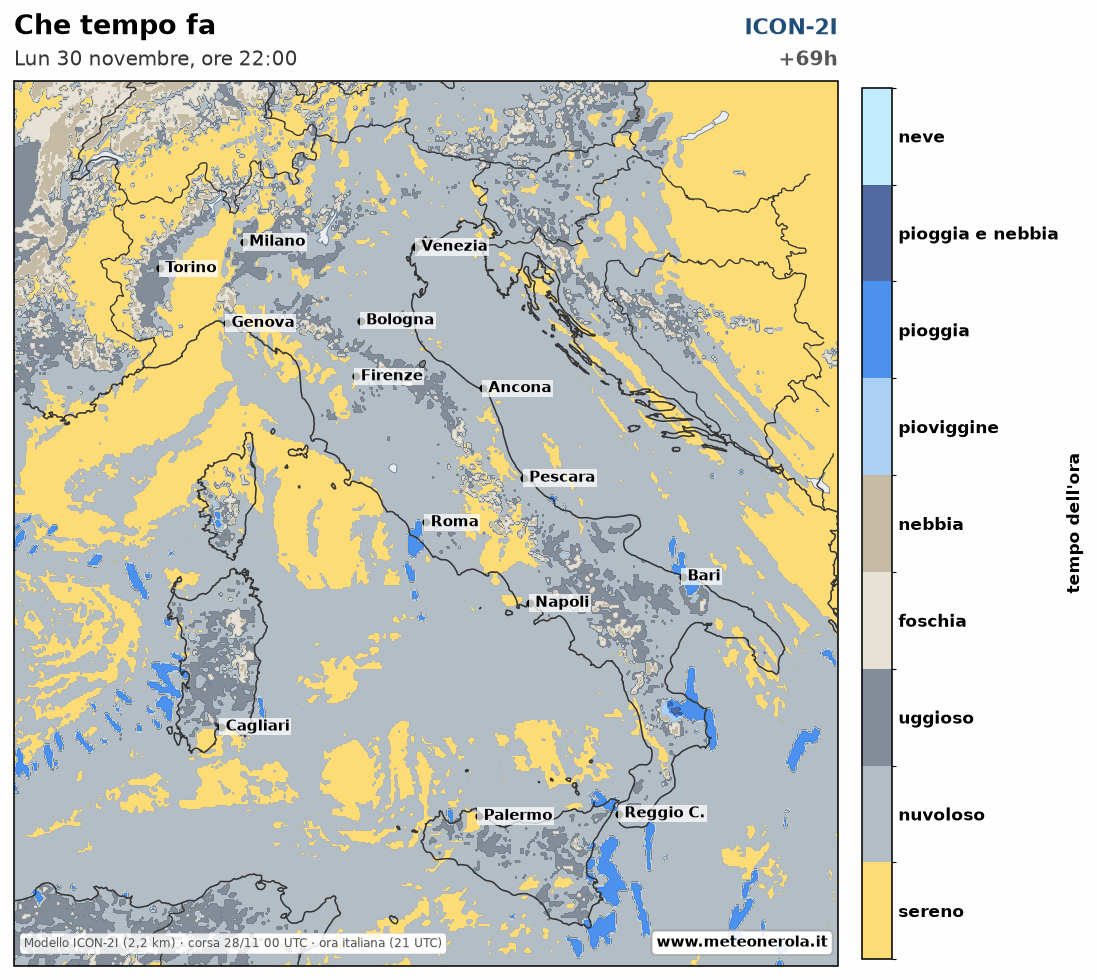 Che tempo fa
ICON-2I
Lun 30 novembre, ore 22:00
+69h
neve
pioggia e nebbia
pioggia
pioviggine
nebbia
foschia
uggioso
nuvoloso
sereno
tempo dell'ora
Milano
Venezia
Torino
Genova
Bologna
Firenze
Ancona
Pescara
Roma
Bari
Napoli
Cagliari
Palermo
Reggio C.
Modello ICON-2I (2,2 km) · corsa 28/11 00 UTC · ora italiana (21 UTC)
www.meteonerola.it